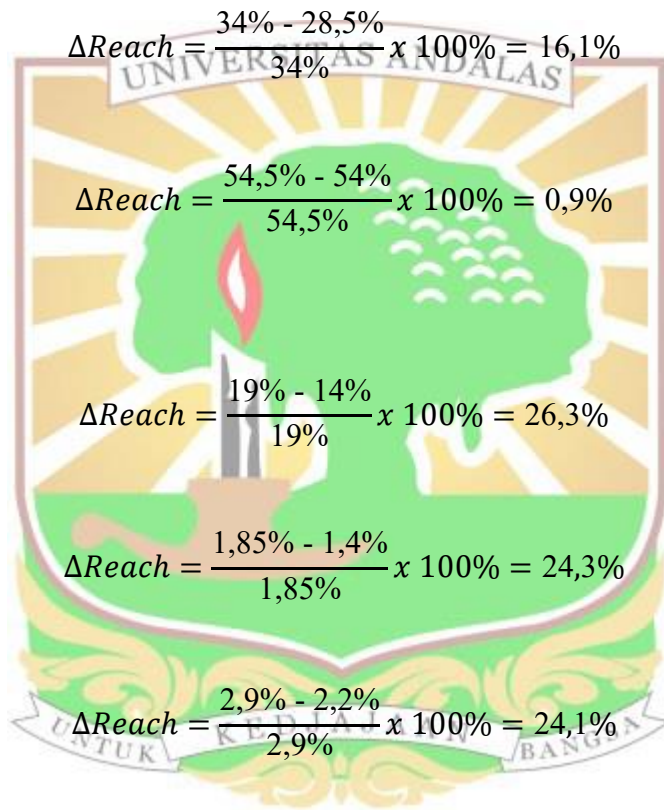 ΔReach = 34% - 28,5% / 34% x 100% = 16,1%
UNIVERSITAS ANDALAS
ΔReach = 54,5% - 54% / 54,5% x 100% = 0,9%
ΔReach = 19% - 14% / 19% x 100% = 26,3%
ΔReach = 1,85% - 1,4% / 1,85% x 100% = 24,3%
ΔReach = 2,9% - 2,2% / 2,9% x 100% = 24,1%
UNTUK KEDJAJAAN BANGSA